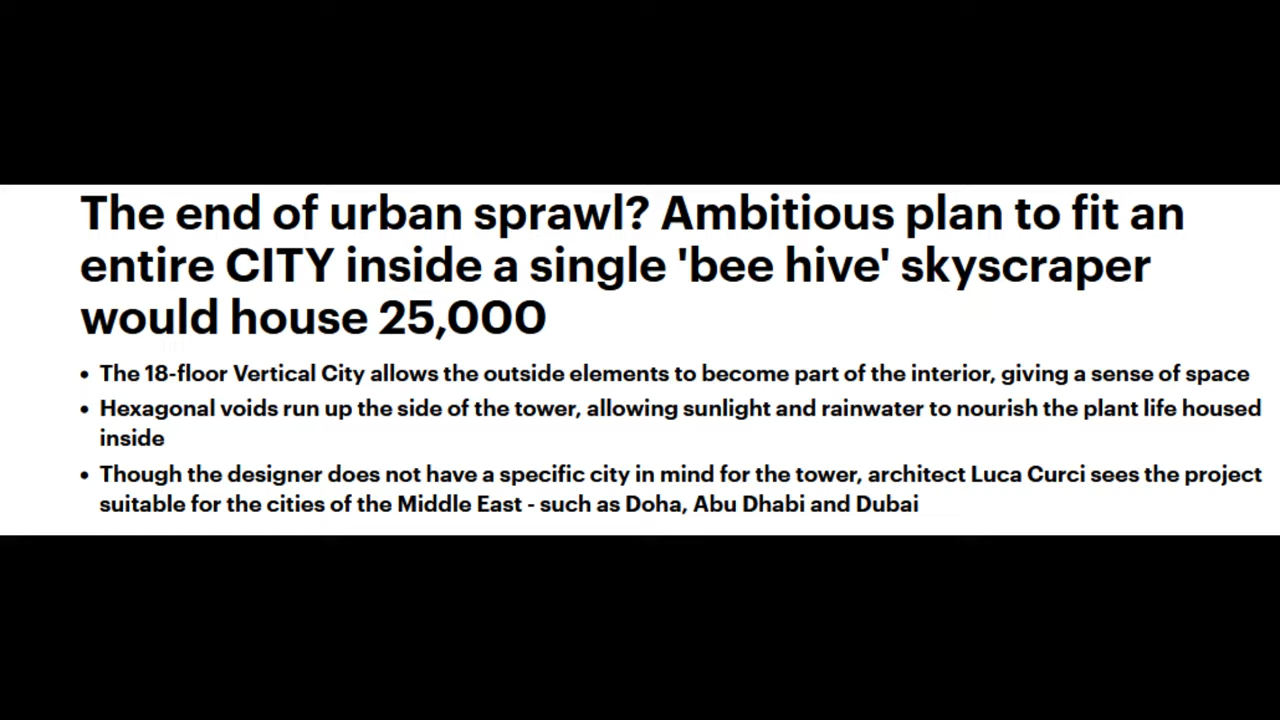 The end of urban sprawl? Ambitious plan to fit an
entire CITY inside a single 'bee hive' skyscraper
would house 25,000
• The 18-floor Vertical City allows the outside elements to become part of the interior, giving a sense of space
• Hexagonal voids run up the side of the tower, allowing sunlight and rainwater to nourish the plant life housed
inside
• Though the designer does not have a specific city in mind for the tower, architect Luca Curci sees the project
suitable for the cities of the Middle East - such as Doha, Abu Dhabi and Dubai